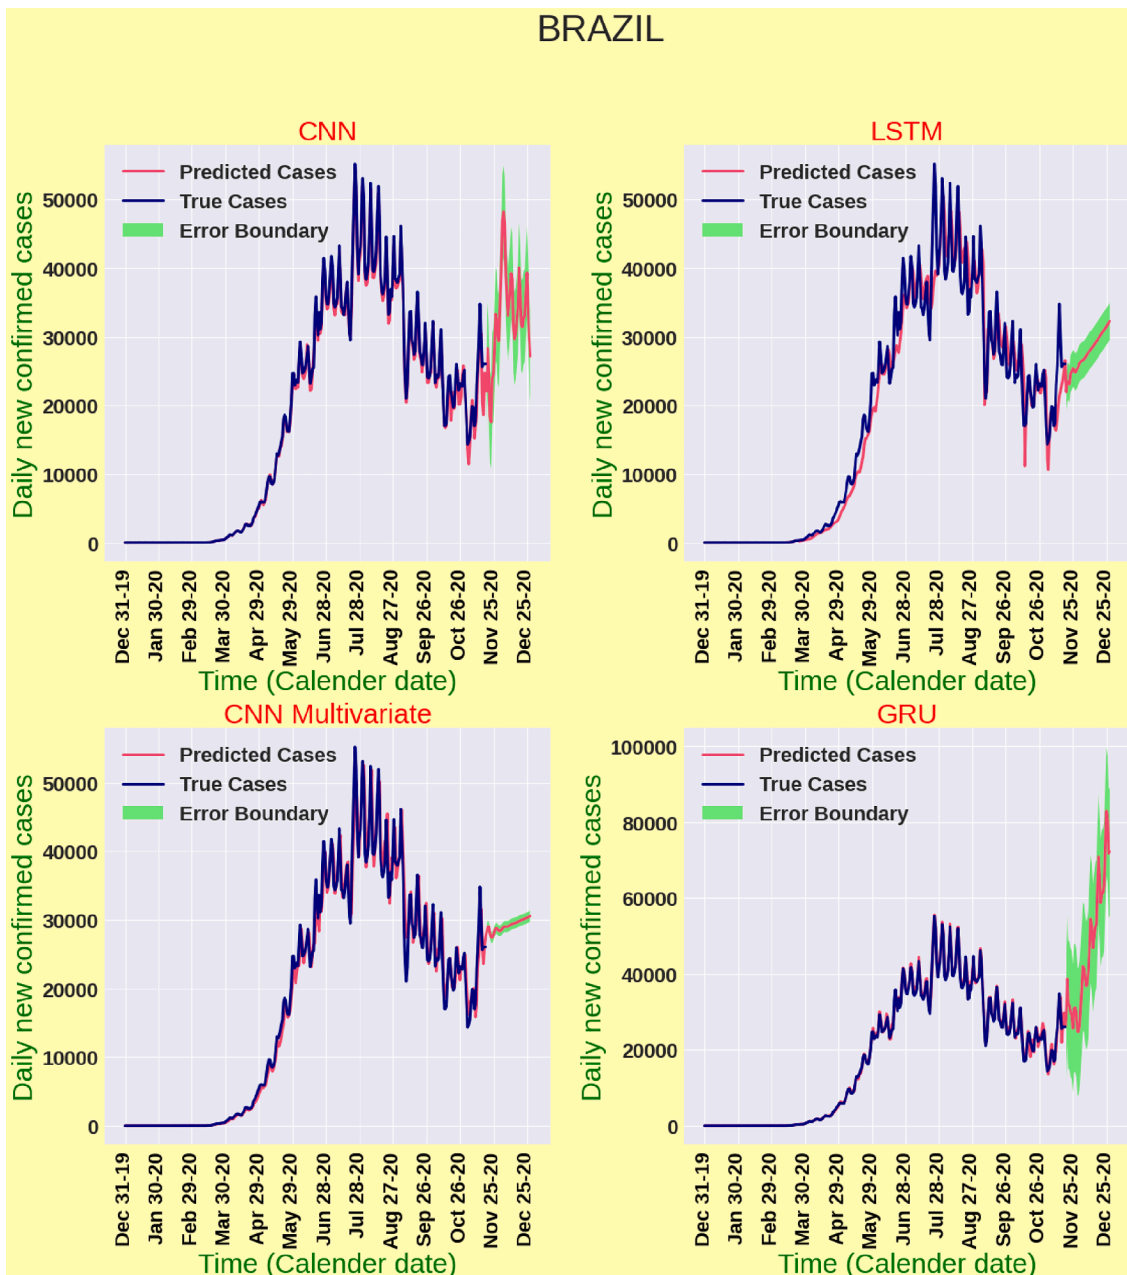 BRAZIL
CNN
Predicted Cases
True Cases
Error Boundary
Daily new confirmed cases
50000
40000
30000
20000
10000
0
Dec 31-19
Jan 30-20
Feb 29-20
Mar 30-20
Apr 29-20
May 29-20
Jun 28-20
Jul 28-20
Aug 27-20
Sep 26-20
Oct 26-20
Nov 25-20
Dec 25-20
Time (Calender date)
LSTM
Predicted Cases
True Cases
Error Boundary
Daily new confirmed cases
50000
40000
30000
20000
10000
0
Dec 31-19
Jan 30-20
Feb 29-20
Mar 30-20
Apr 29-20
May 29-20
Jun 28-20
Jul 28-20
Aug 27-20
Sep 26-20
Oct 26-20
Nov 25-20
Dec 25-20
Time (Calender date)
CNN Multivariate
Predicted Cases
True Cases
Error Boundary
Daily new confirmed cases
50000
40000
30000
20000
10000
0
Dec 31-19
Jan 30-20
Feb 29-20
Mar 30-20
Apr 29-20
May 29-20
Jun 28-20
Jul 28-20
Aug 27-20
Sep 26-20
Oct 26-20
Nov 25-20
Dec 25-20
Time (Calender date)
GRU
Predicted Cases
True Cases
Error Boundary
Daily new confirmed cases
100000
80000
60000
40000
20000
0
Dec 31-19
Jan 30-20
Feb 29-20
Mar 30-20
Apr 29-20
May 29-20
Jun 28-20
Jul 28-20
Aug 27-20
Sep 26-20
Oct 26-20
Nov 25-20
Dec 25-20
Time (Calender date)